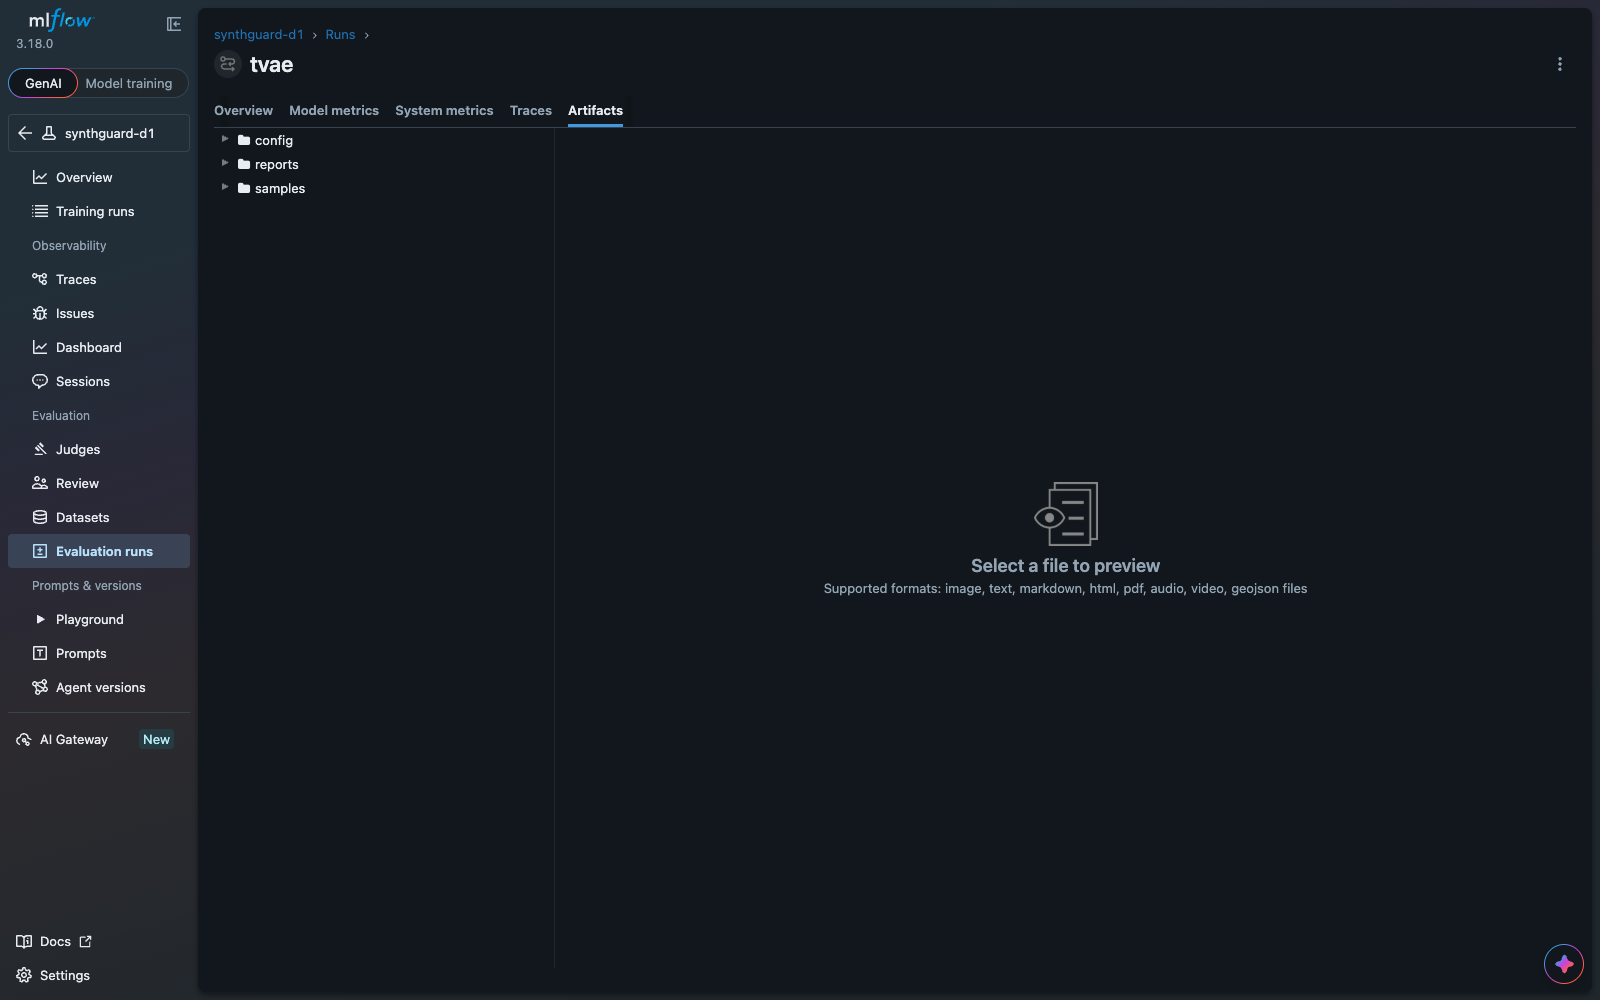 mlflow
3.18.0
GenAI
Model training
synthguard-d1
Overview
Training runs
Observability
Traces
Issues
Dashboard
Sessions
Evaluation
Judges
Review
Datasets
Evaluation runs
Prompts & versions
Playground
Prompts
Agent versions
AI Gateway New
Docs
Settings
synthguard-d1 › Runs ›
tvae
Overview Model metrics System metrics Traces Artifacts
config
reports
samples
Select a file to preview
Supported formats: image, text, markdown, html, pdf, audio, video, geojson files